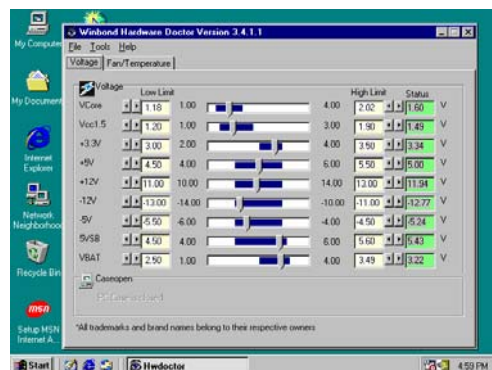 Winbond Hardware Doctor Version 3.4.1.1
File Tools Help
Voltage Fan/Temperature
Voltage Low Limit High Limit Status
VCore 1.18 1.00 4.00 2.02 1.60 V
Vcc1.5 1.20 1.00 3.00 1.90 1.49 V
+3.3V 3.00 2.00 4.00 3.50 3.34 V
+5V 4.50 4.00 6.00 5.50 5.00 V
+12V 11.00 10.00 14.00 13.00 11.94 V
-12V -13.00 -14.00 -10.00 -11.00 -12.77 V
-5V -5.50 -6.00 -4.00 -4.50 -5.24 V
5VSB 4.50 4.00 6.00 5.60 5.43 V
VBAT 2.50 1.00 4.00 3.49 3.22 V
Caseopen
*All trademarks and brand names belong to their respective owners
My Computer
My Document
Internet
Explorer
Network
Neighborhoo
Recycle Bin
msn
Setup MSN
Internet A...
Start Hwdoctor 4:59 PM